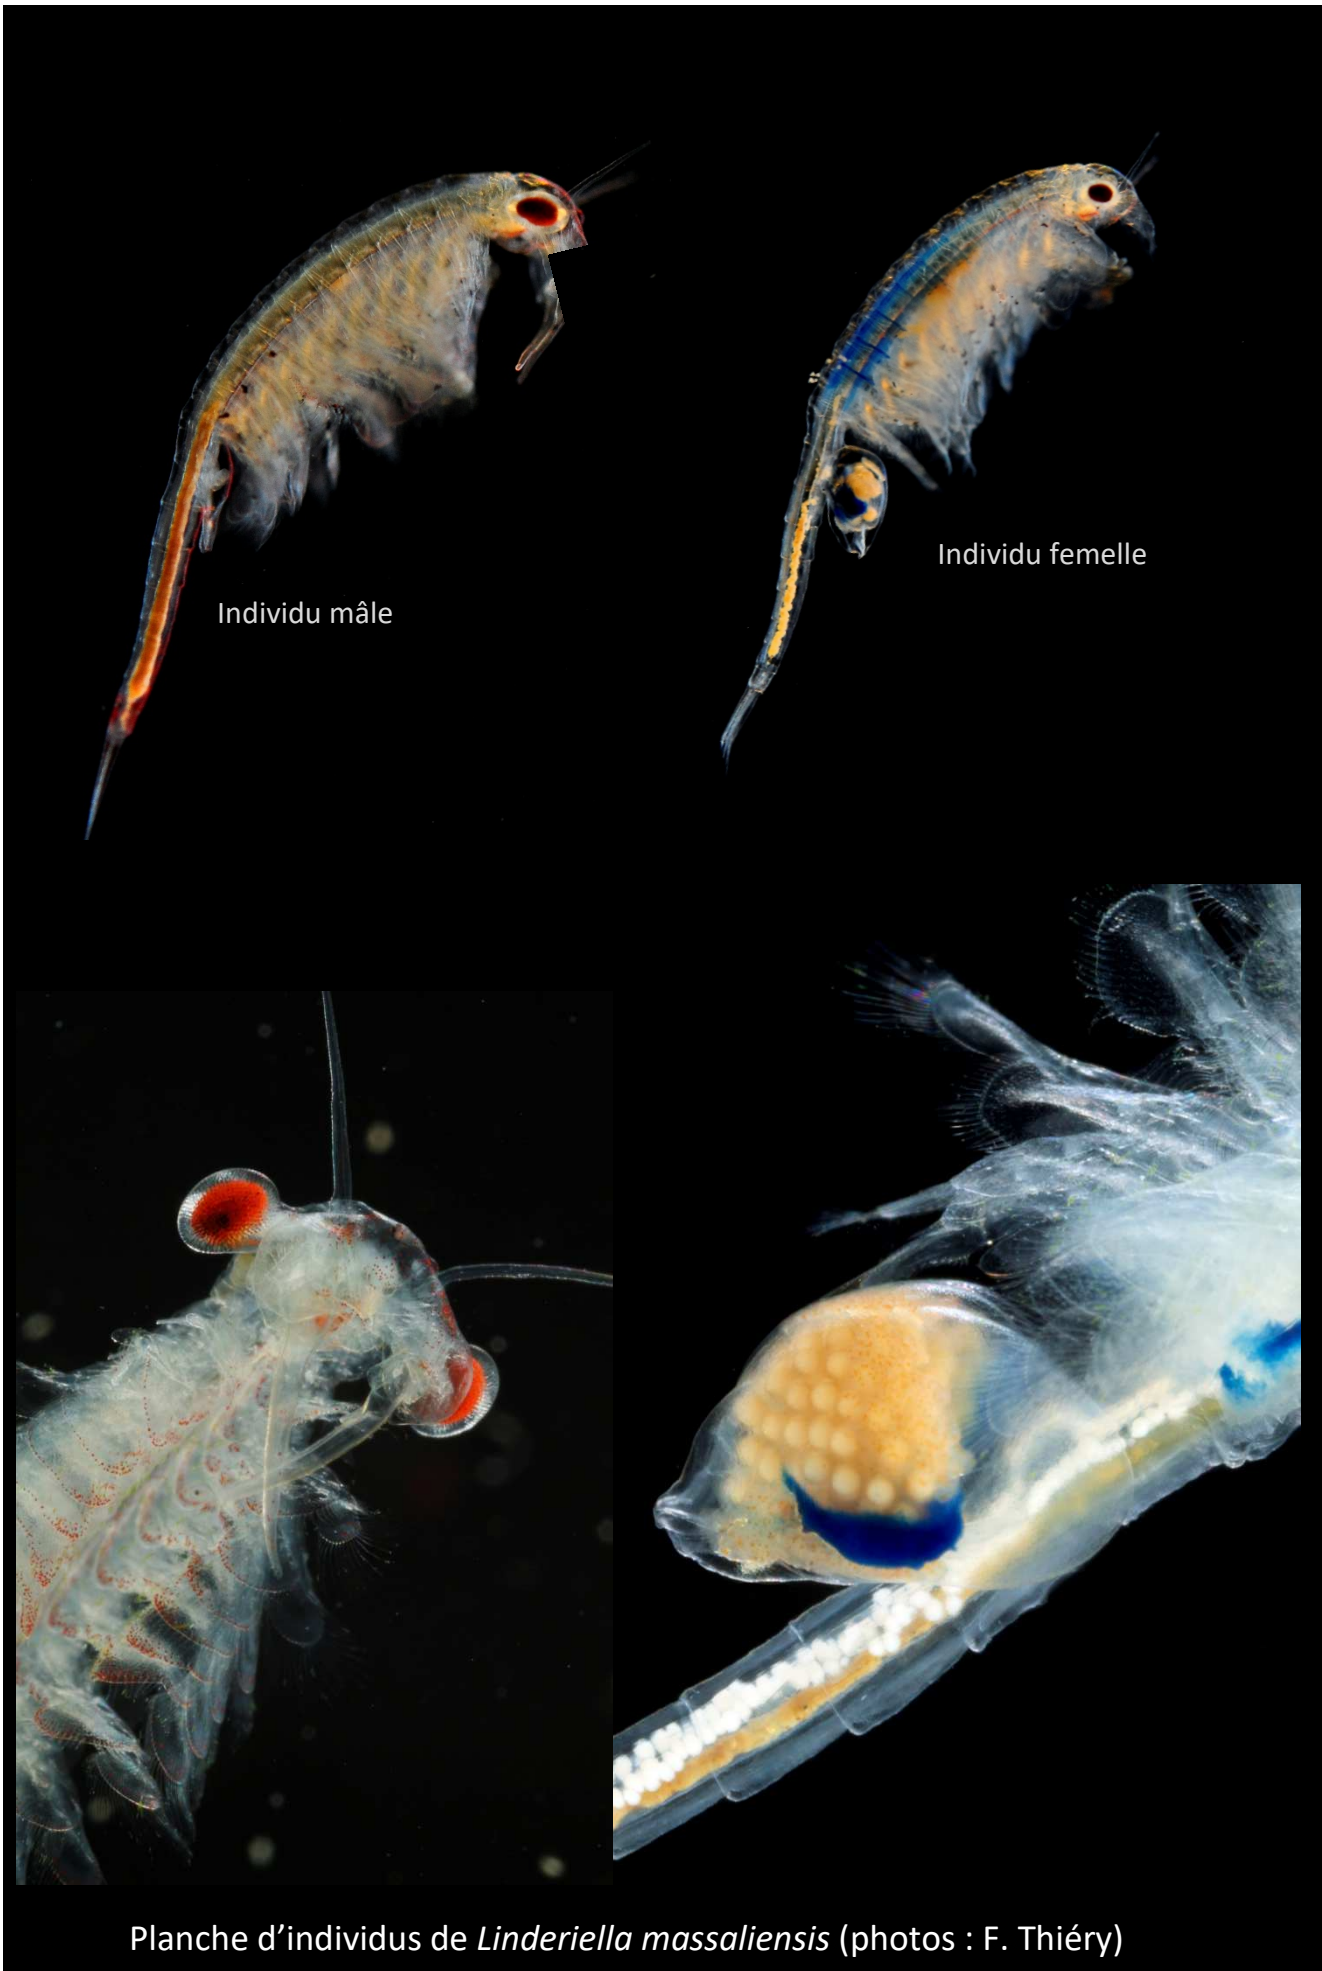 Individu femelle
Individu mâle
Planche d’individus de Linderiella massaliensis (photos : F. Thiéry)